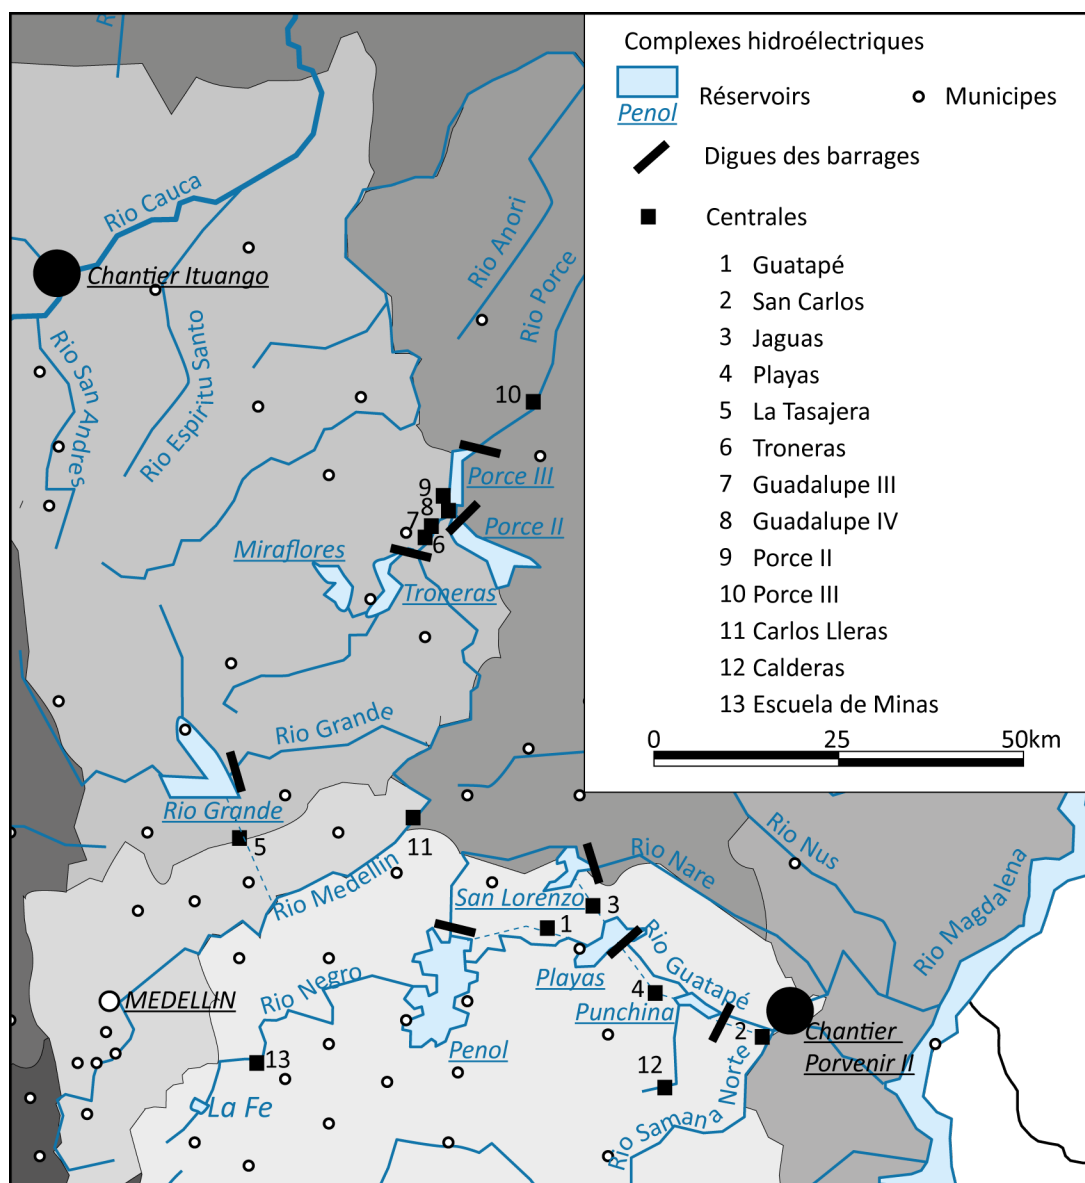 Complexes hidroélectriques
Réservoirs
Penol
Municipes
Digues des barrages
Centrales
1 Guatapé
2 San Carlos
3 Jaguas
4 Playas
5 La Tasajera
6 Troneras
7 Guadalupe III
8 Guadalupe IV
9 Porce II
10 Porce III
11 Carlos Lleras
12 Calderas
13 Escuela de Minas
0 25 50km
R
Rio Cauca
Chantier Ituango
Rio San Andres
Rio Espiritu Santo
Rio Anori
Rio Porce
10
Porce III
9
8
7
6
Porce II
Miraflores
Troneras
Rio Grande
Rio Grande
5
11
Rio Medellin
Rio Nare
Rio Nus
Rio Magdalena
San Lorenzo
3
1
Playas
Rio Guatapé
4
Punchina
2
Chantier
Porvenir II
Rio Negro
MEDELLIN
Penol
13
La Fe
12
Rio Samana Norte